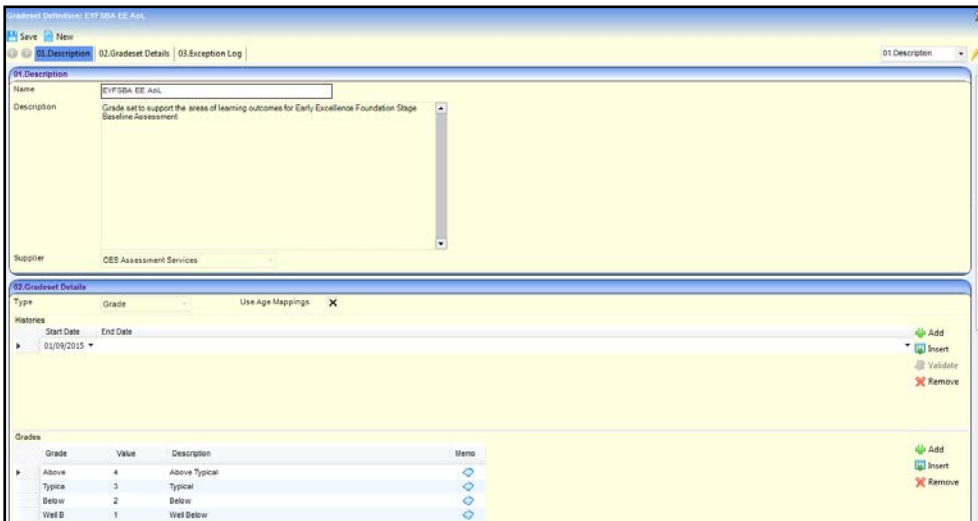 Gradeset Definition: EYFSBA EE AoL
Save New
01.Description 02.Gradeset Details 03.Exception Log 01.Description
01.Description
Name EYFSBA EE AoL
Description Grade set to support the areas of learning outcomes for Early Excellence Foundation Stage
Baseline Assessment
Supplier CES Assessment Services
02.Gradeset Details
Type Grade Use Age Mappings
Histories
Start Date End Date Add
01/09/2015 Insert
Validate
Remove
Grades
Grade Value Description Memo Add
Above 4 Above Typical Insert
Typica 3 Typical Remove
Below 2 Below
Well B 1 Well Below